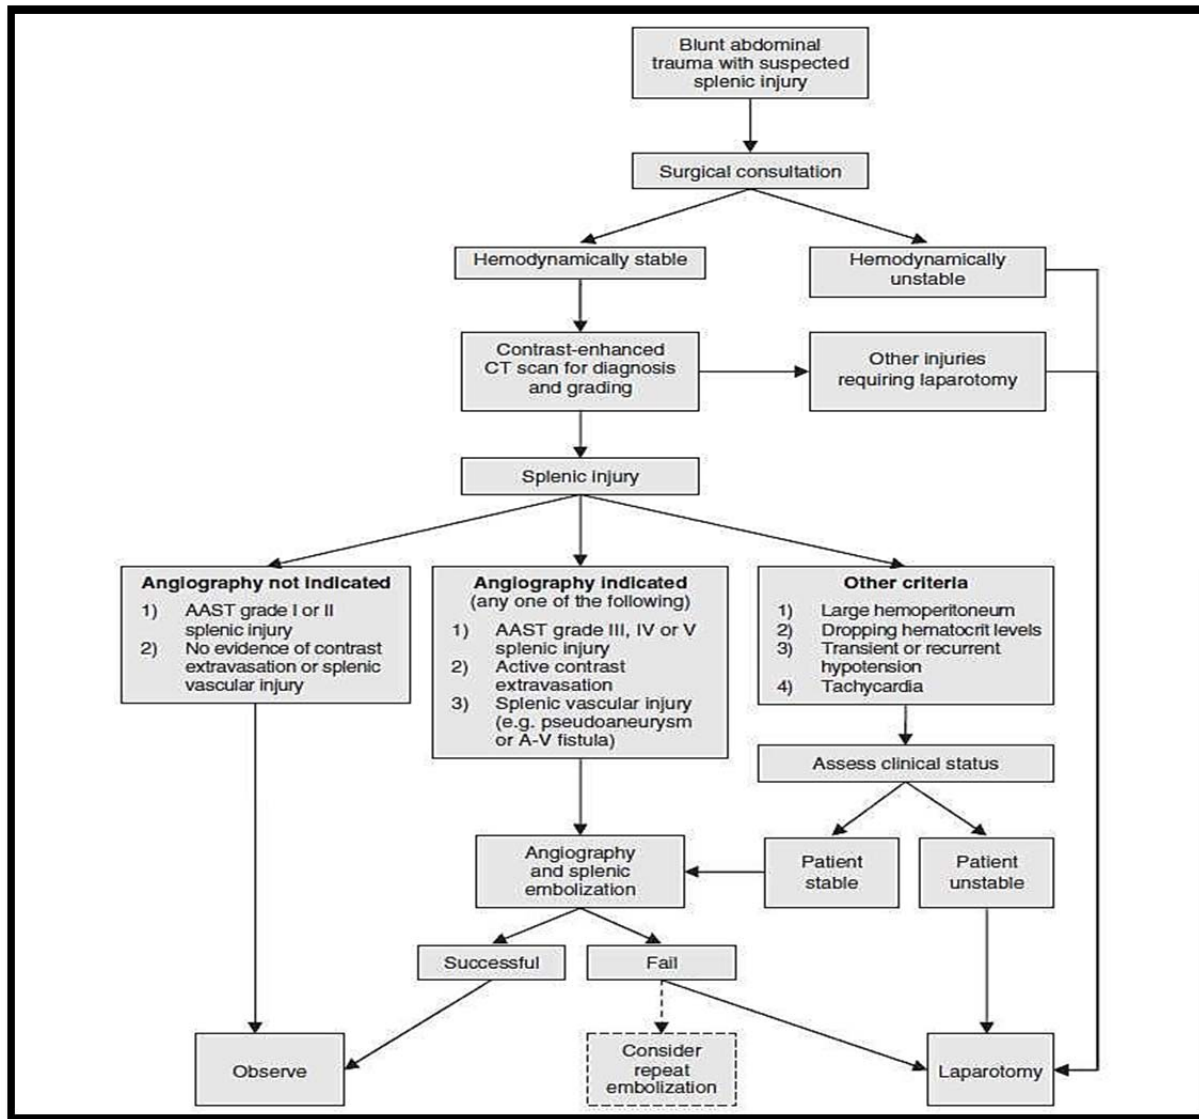 Blunt abdominal
trauma with suspected
splenic injury
Surgical consultation
Hemodynamically stable
Hemodynamically
unstable
Contrast-enhanced
CT scan for diagnosis
and grading
Other injuries
requiring laparotomy
Splenic injury
Angiography not indicated
1) AAST grade I or II
splenic injury
2) No evidence of contrast
extravasation or splenic
vascular injury
Angiography indicated
(any one of the following)
1) AAST grade III, IV or V
splenic injury
2) Active contrast
extravasation
3) Splenic vascular injury
(e.g. pseudoaneurysm
or A-V fistula)
Other criteria
1) Large hemoperitoneum
2) Dropping hematocrit levels
3) Transient or recurrent
hypotension
4) Tachycardia
Assess clinical status
Angiography
and splenic
embolization
Patient
stable
Patient
unstable
Successful
Fail
Observe
Consider
repeat
embolization
Laparotomy